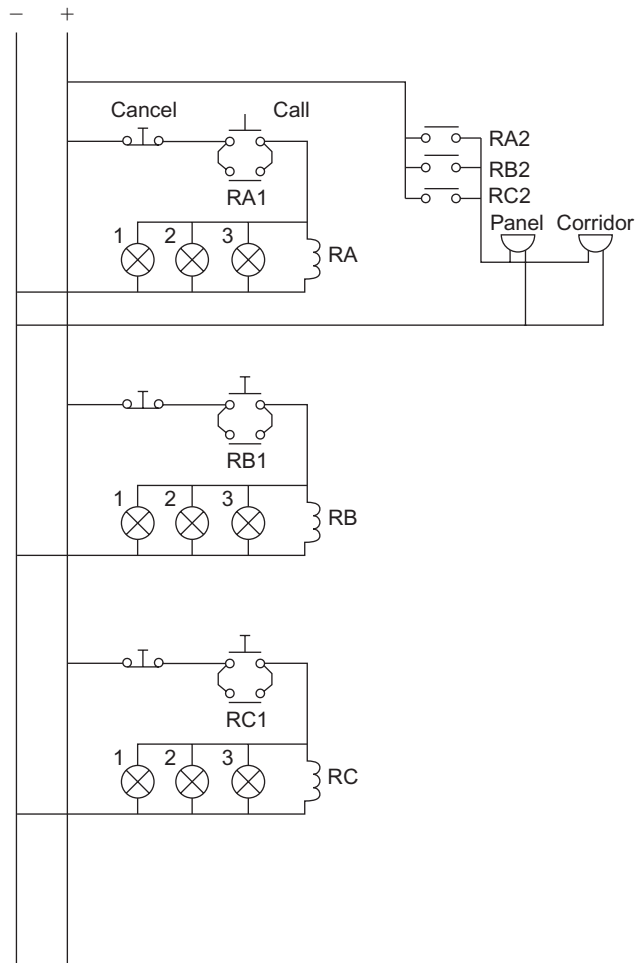 − +
Cancel Call
RA2
RB2
RA1 RC2
Panel Corridor
1 2 3
RA
RB1
1 2 3
RB
RC1
1 2 3
RC